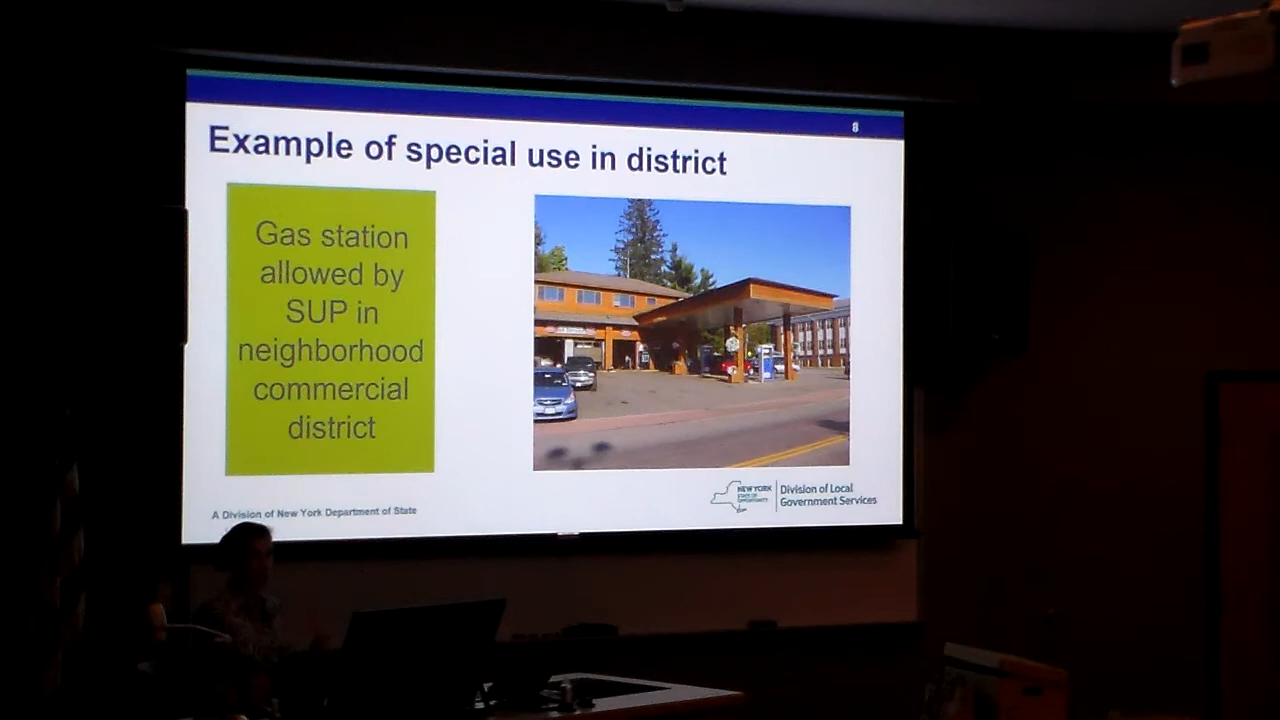 8
Example of special use in district
Gas station
allowed by
SUP in
neighborhood
commercial
district
A Division of New York Department of State
NEW YORK
STATE OF
OPPORTUNITY
Division of Local
Government Services